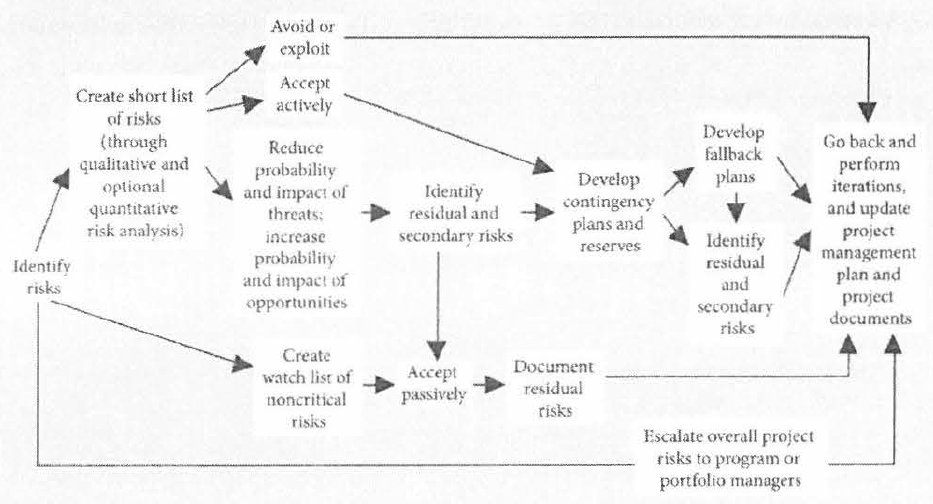 Avoid or
exploit
Accept
actively
Create short list
of risks
(through
qualitative and
optional
quantitative
risk analysis)
Reduce
probability
and impact of
threats;
increase
probability
and impact of
opportunities
Identify
residual and
secondary risks
Develop
contingency
plans and
reserves
Develop
fallback
plans
Identify
residual
and
secondary
risks
Go back and
perform
iterations,
and update
project
management
plan and
project
documents
Identify
risks
Create
watch list of
noncritical
risks
Accept
passively
Document
residual
risks
Escalate overall project
risks to program or
portfolio managers